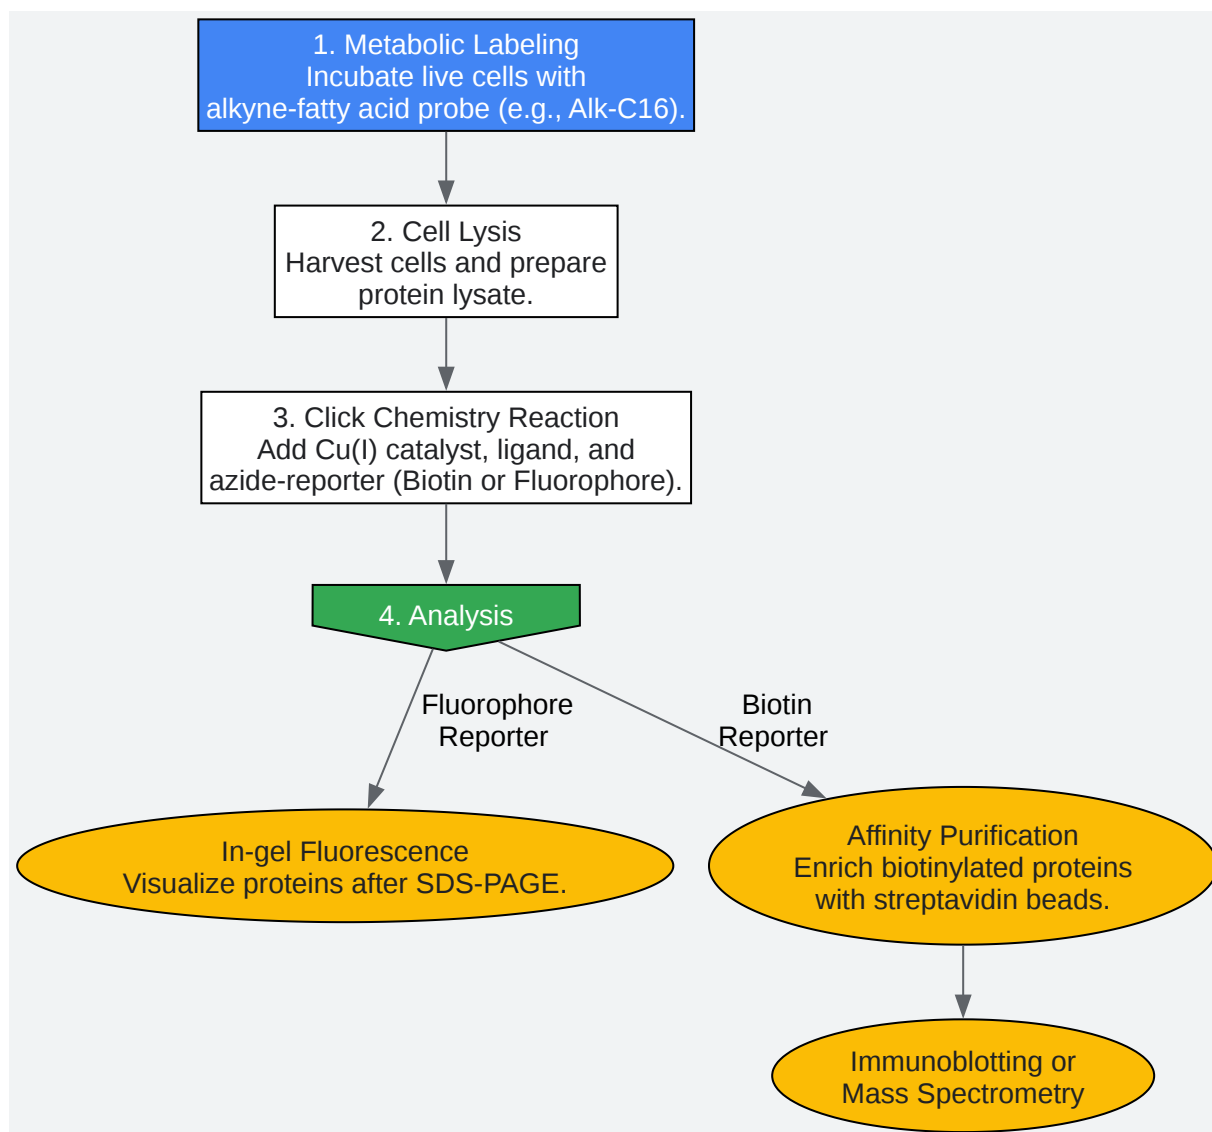 1. Metabolic Labeling
Incubate live cells with
alkyne-fatty acid probe (e.g., Alk-C16).
2. Cell Lysis
Harvest cells and prepare
protein lysate.
3. Click Chemistry Reaction
Add Cu(I) catalyst, ligand, and
azide-reporter (Biotin or Fluorophore).
4. Analysis
Fluorophore
Reporter
Biotin
Reporter
In-gel Fluorescence
Visualize proteins after SDS-PAGE.
Affinity Purification
Enrich biotinylated proteins
with streptavidin beads.
Immunoblotting or
Mass Spectrometry